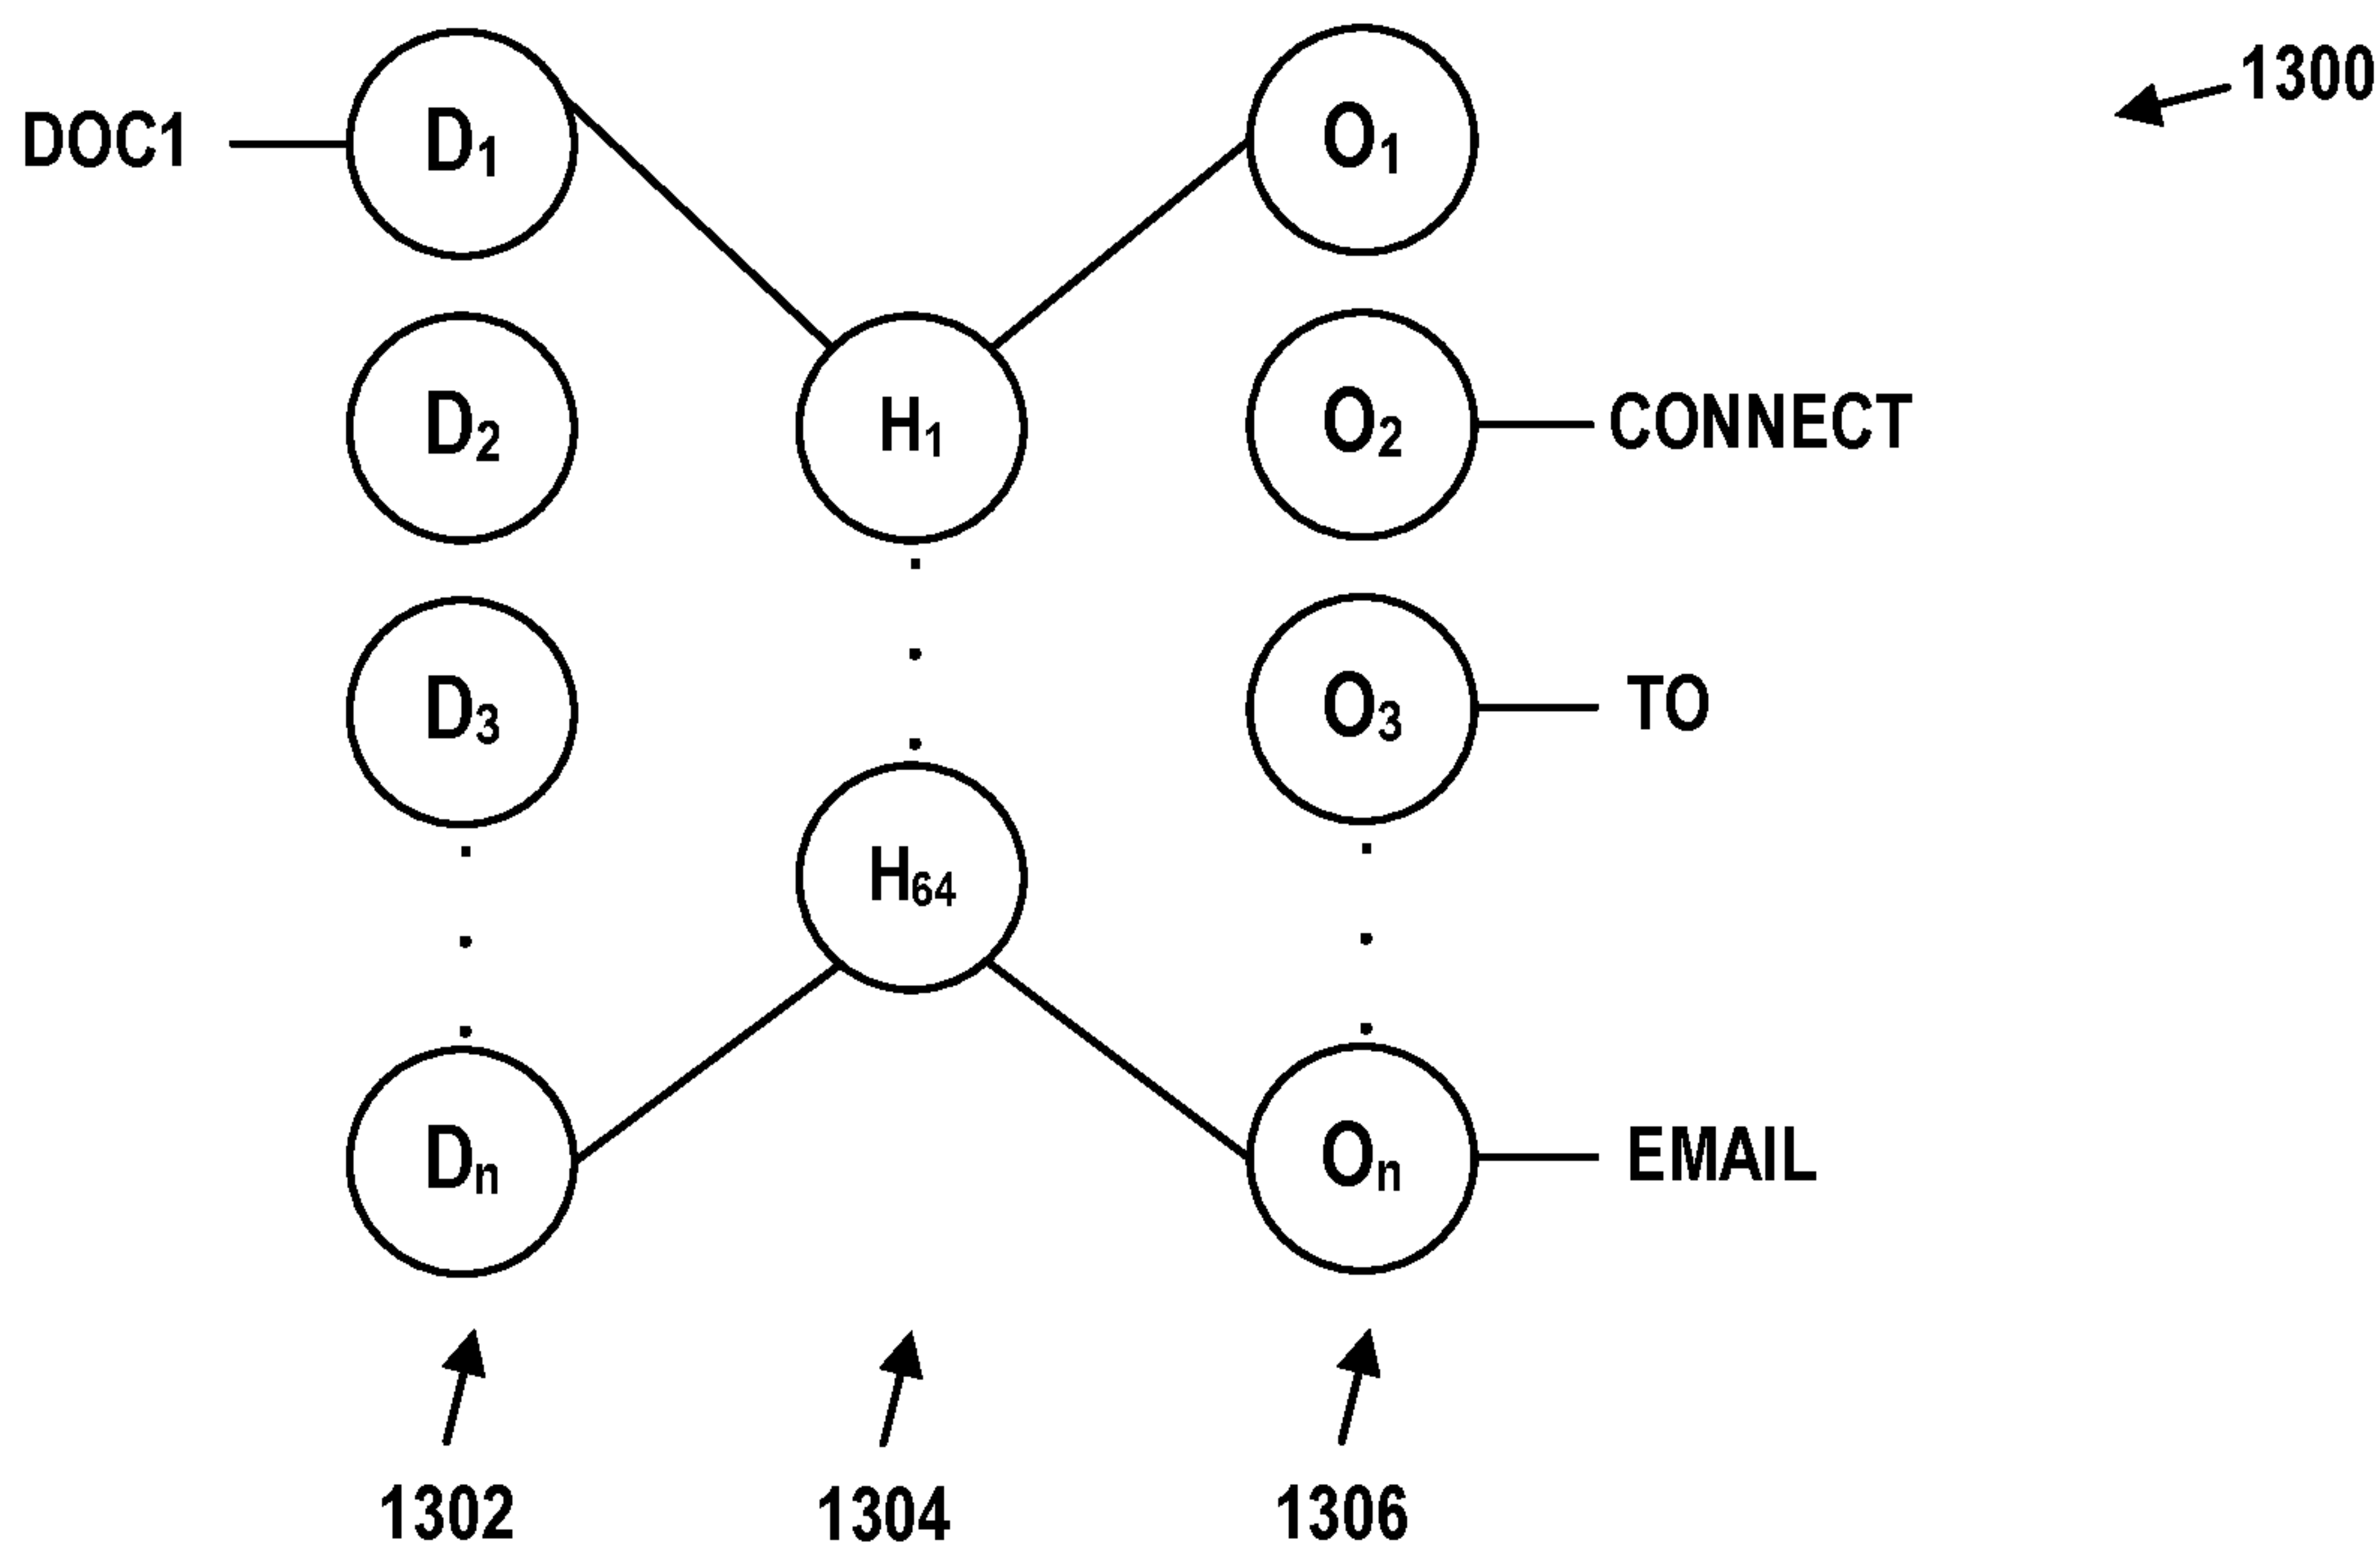 1300
DOC1 D₁ O₁
D₂ H₁ O₂ CONNECT
D₃ O₃ TO
H₆₄
Dₙ Oₙ EMAIL
1302 1304 1306